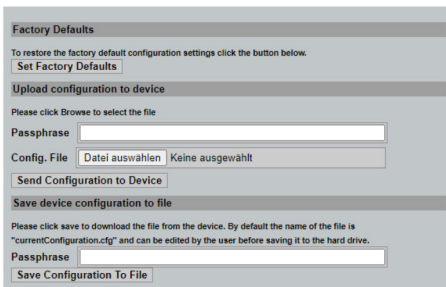 Factory Defaults
To restore the factory default configuration settings click the button below.
Set Factory Defaults
Upload configuration to device
Please click Browse to select the file
Passphrase
Config. File Datei auswählen Keine ausgewählt
Send Configuration to Device
Save device configuration to file
Please click save to download the file from the device. By default the name of the file is
"currentConfiguration.cfg" and can be edited by the user before saving it to the hard drive.
Passphrase
Save Configuration To File